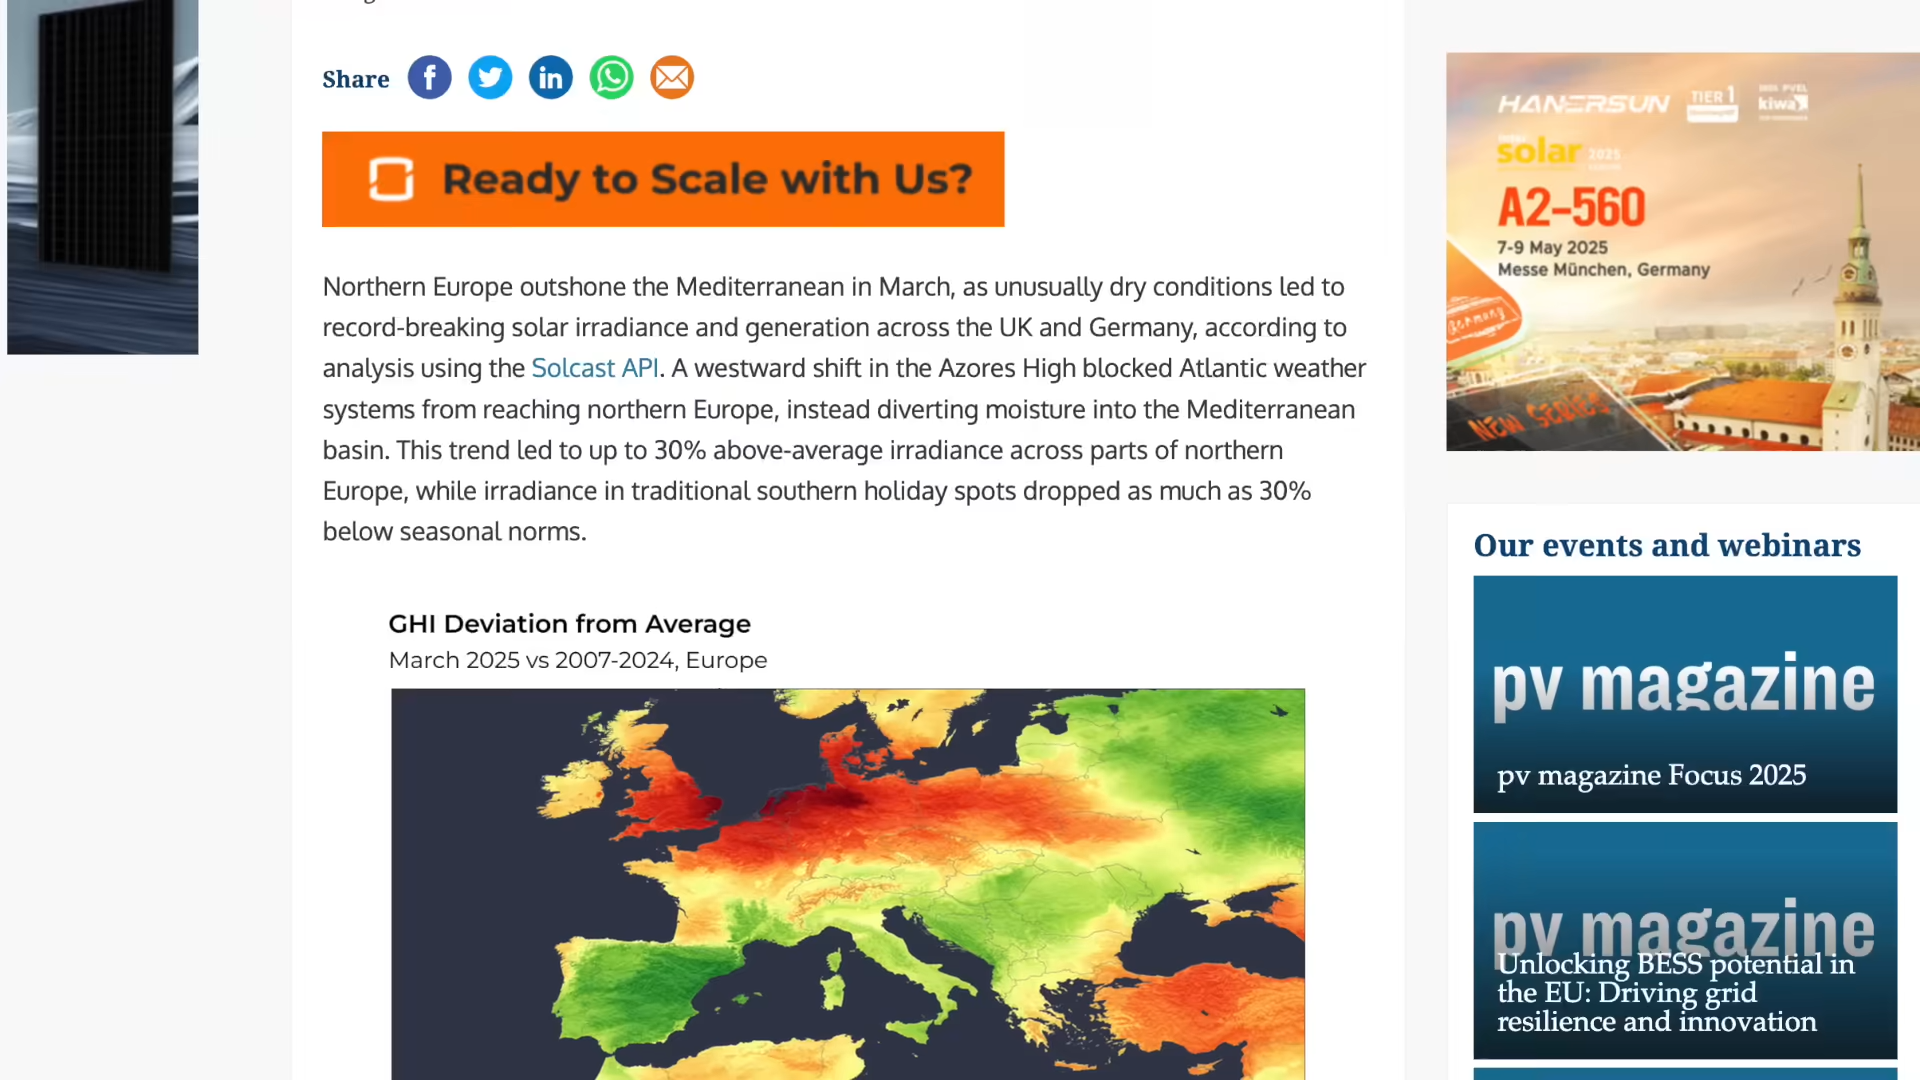 Share
Ready to Scale with Us?
Northern Europe outshone the Mediterranean in March, as unusually dry conditions led to
record-breaking solar irradiance and generation across the UK and Germany, according to
analysis using the Solcast API. A westward shift in the Azores High blocked Atlantic weather
systems from reaching northern Europe, instead diverting moisture into the Mediterranean
basin. This trend led to up to 30% above-average irradiance across parts of northern
Europe, while irradiance in traditional southern holiday spots dropped as much as 30%
below seasonal norms.
GHI Deviation from Average
March 2025 vs 2007-2024, Europe
HANERSUN TIER 1 kiwa
solar 2025
A2-560
7-9 May 2025
Messe München, Germany
Germany
NEW SERIES
Our events and webinars
pv magazine
pv magazine Focus 2025
pv magazine
Unlocking BESS potential in
the EU: Driving grid
resilience and innovation